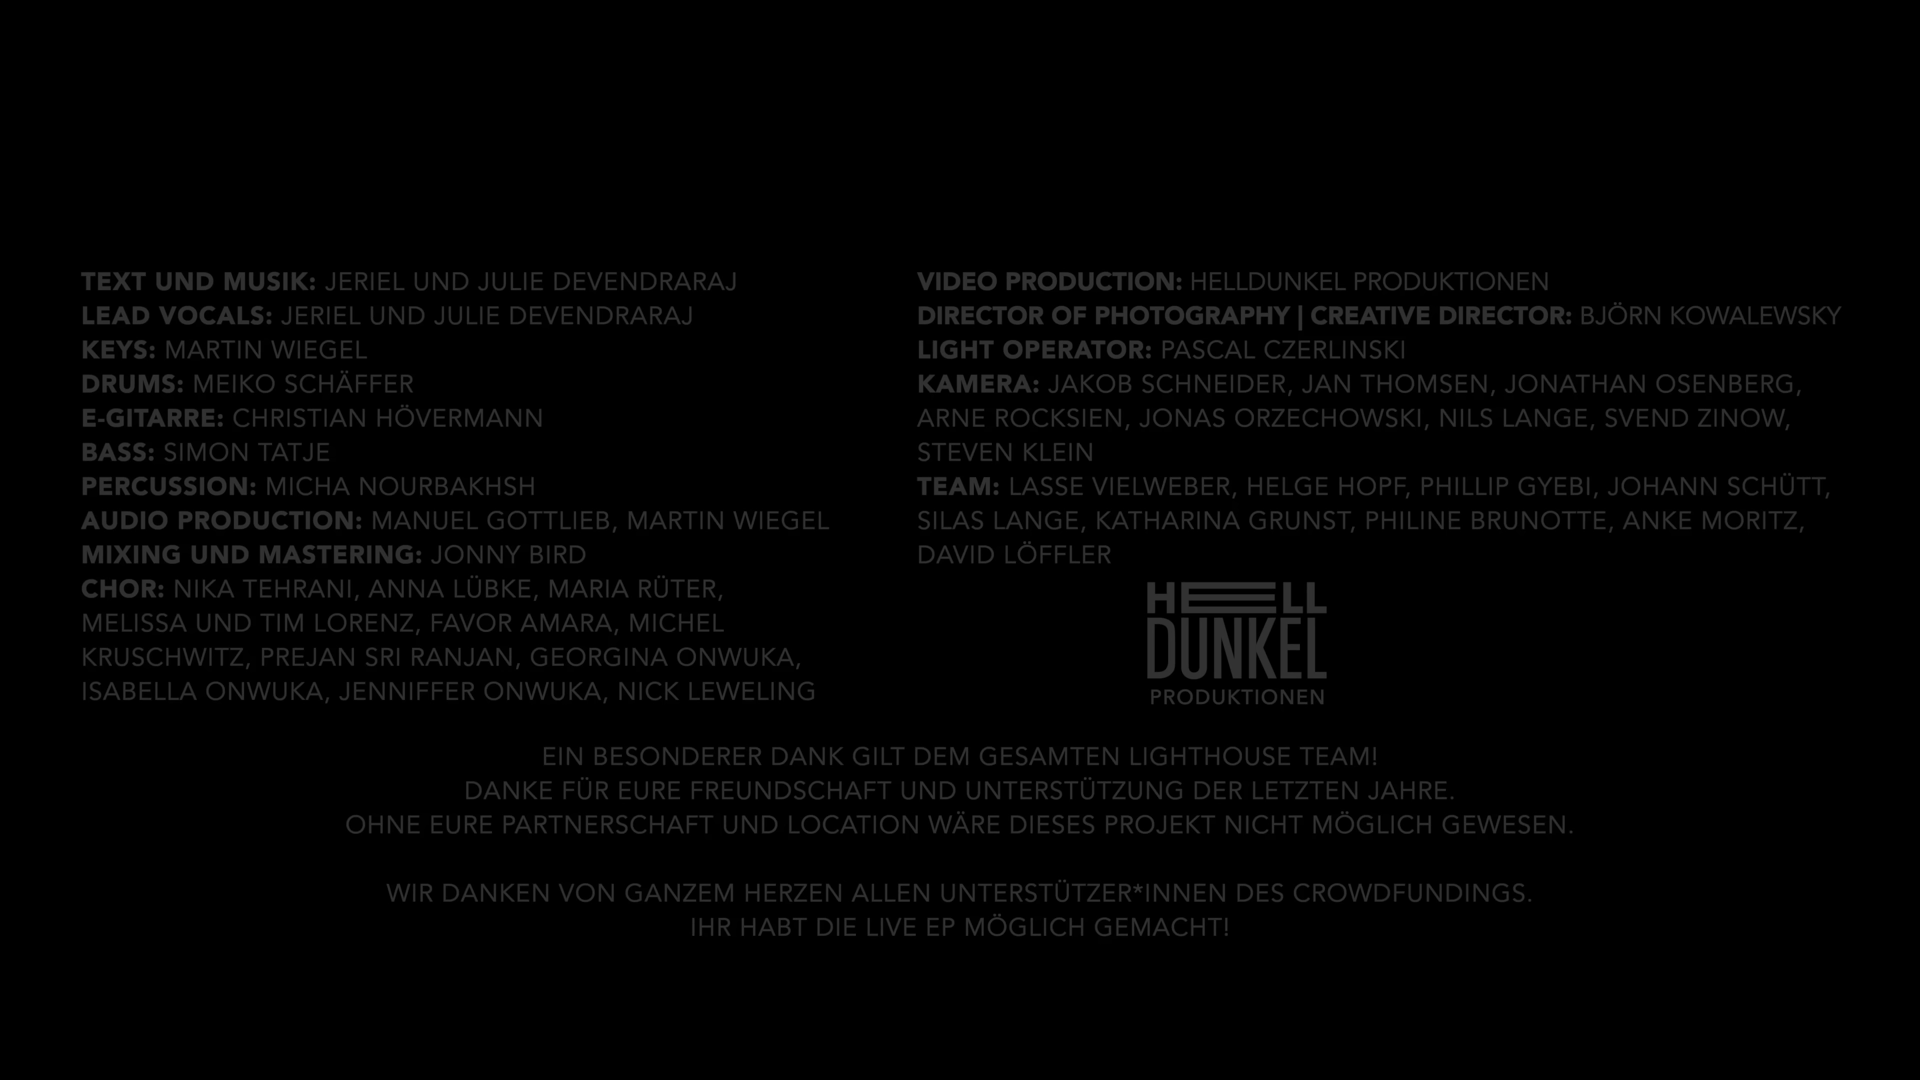 TEXT UND MUSIK: JERIEL UND JULIE DEVENDRARAJ
LEAD VOCALS: JERIEL UND JULIE DEVENDRARAJ
KEYS: MARTIN WIEGEL
DRUMS: MEIKO SCHÄFFER
E-GITARRE: CHRISTIAN HÖVERMANN
BASS: SIMON TATJE
PERCUSSION: MICHA NOURBAKHSH
AUDIO PRODUCTION: MANUEL GOTTLIEB, MARTIN WIEGEL
MIXING UND MASTERING: JONNY BIRD
CHOR: NIKA TEHRANI, ANNA LÜBKE, MARIA RÜTER,
MELISSA UND TIM LORENZ, FAVOR AMARA, MICHEL
KRUSCHWITZ, PREJAN SRI RANJAN, GEORGINA ONWUKA,
ISABELLA ONWUKA, JENNIFFER ONWUKA, NICK LEWELING
VIDEO PRODUCTION: HELLDUNKEL PRODUKTIONEN
DIRECTOR OF PHOTOGRAPHY | CREATIVE DIRECTOR: BJÖRN KOWALEWSKY
LIGHT OPERATOR: PASCAL CZERLINSKI
KAMERA: JAKOB SCHNEIDER, JAN THOMSEN, JONATHAN OSENBERG,
ARNE ROCKSIEN, JONAS ORZECHOWSKI, NILS LANGE, SVEND ZINOW,
STEVEN KLEIN
TEAM: LASSE VIELWEBER, HELGE HOPF, PHILLIP GYEBI, JOHANN SCHÜTT,
SILAS LANGE, KATHARINA GRUNST, PHILINE BRUNOTTE, ANKE MORITZ,
DAVID LÖFFLER
HELL
DUNKEL
PRODUKTIONEN
EIN BESONDERER DANK GILT DEM GESAMTEN LIGHTHOUSE TEAM!
DANKE FÜR EURE FREUNDSCHAFT UND UNTERSTÜTZUNG DER LETZTEN JAHRE.
OHNE EURE PARTNERSCHAFT UND LOCATION WÄRE DIESES PROJEKT NICHT MÖGLICH GEWESEN.
WIR DANKEN VON GANZEM HERZEN ALLEN UNTERSTÜTZER*INNEN DES CROWDFUNDINGS.
IHR HABT DIE LIVE EP MÖGLICH GEMACHT!